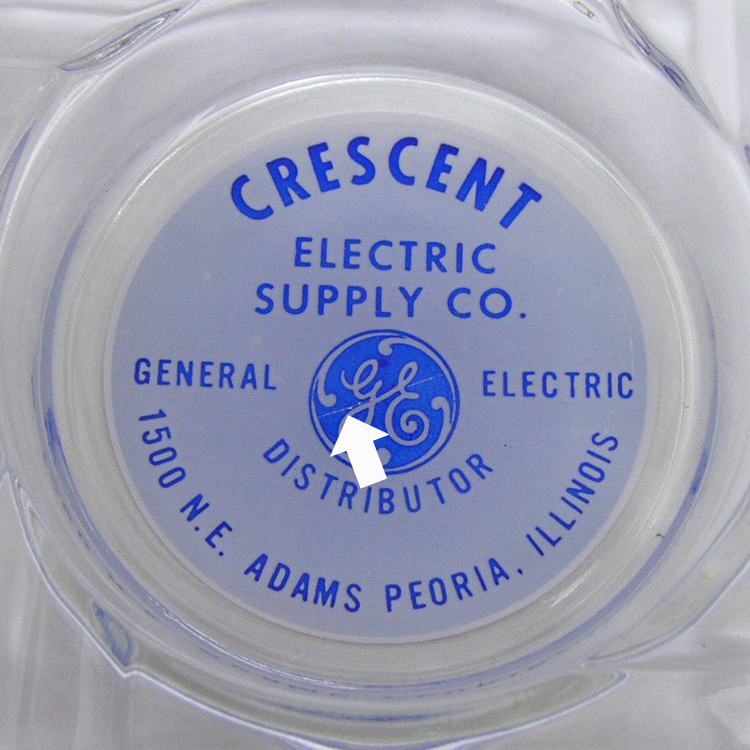 CRESCENT
ELECTRIC
SUPPLY CO.
GENERAL GE ELECTRIC
DISTRIBUTOR
1500 N.E. ADAMS PEORIA, ILLINOIS